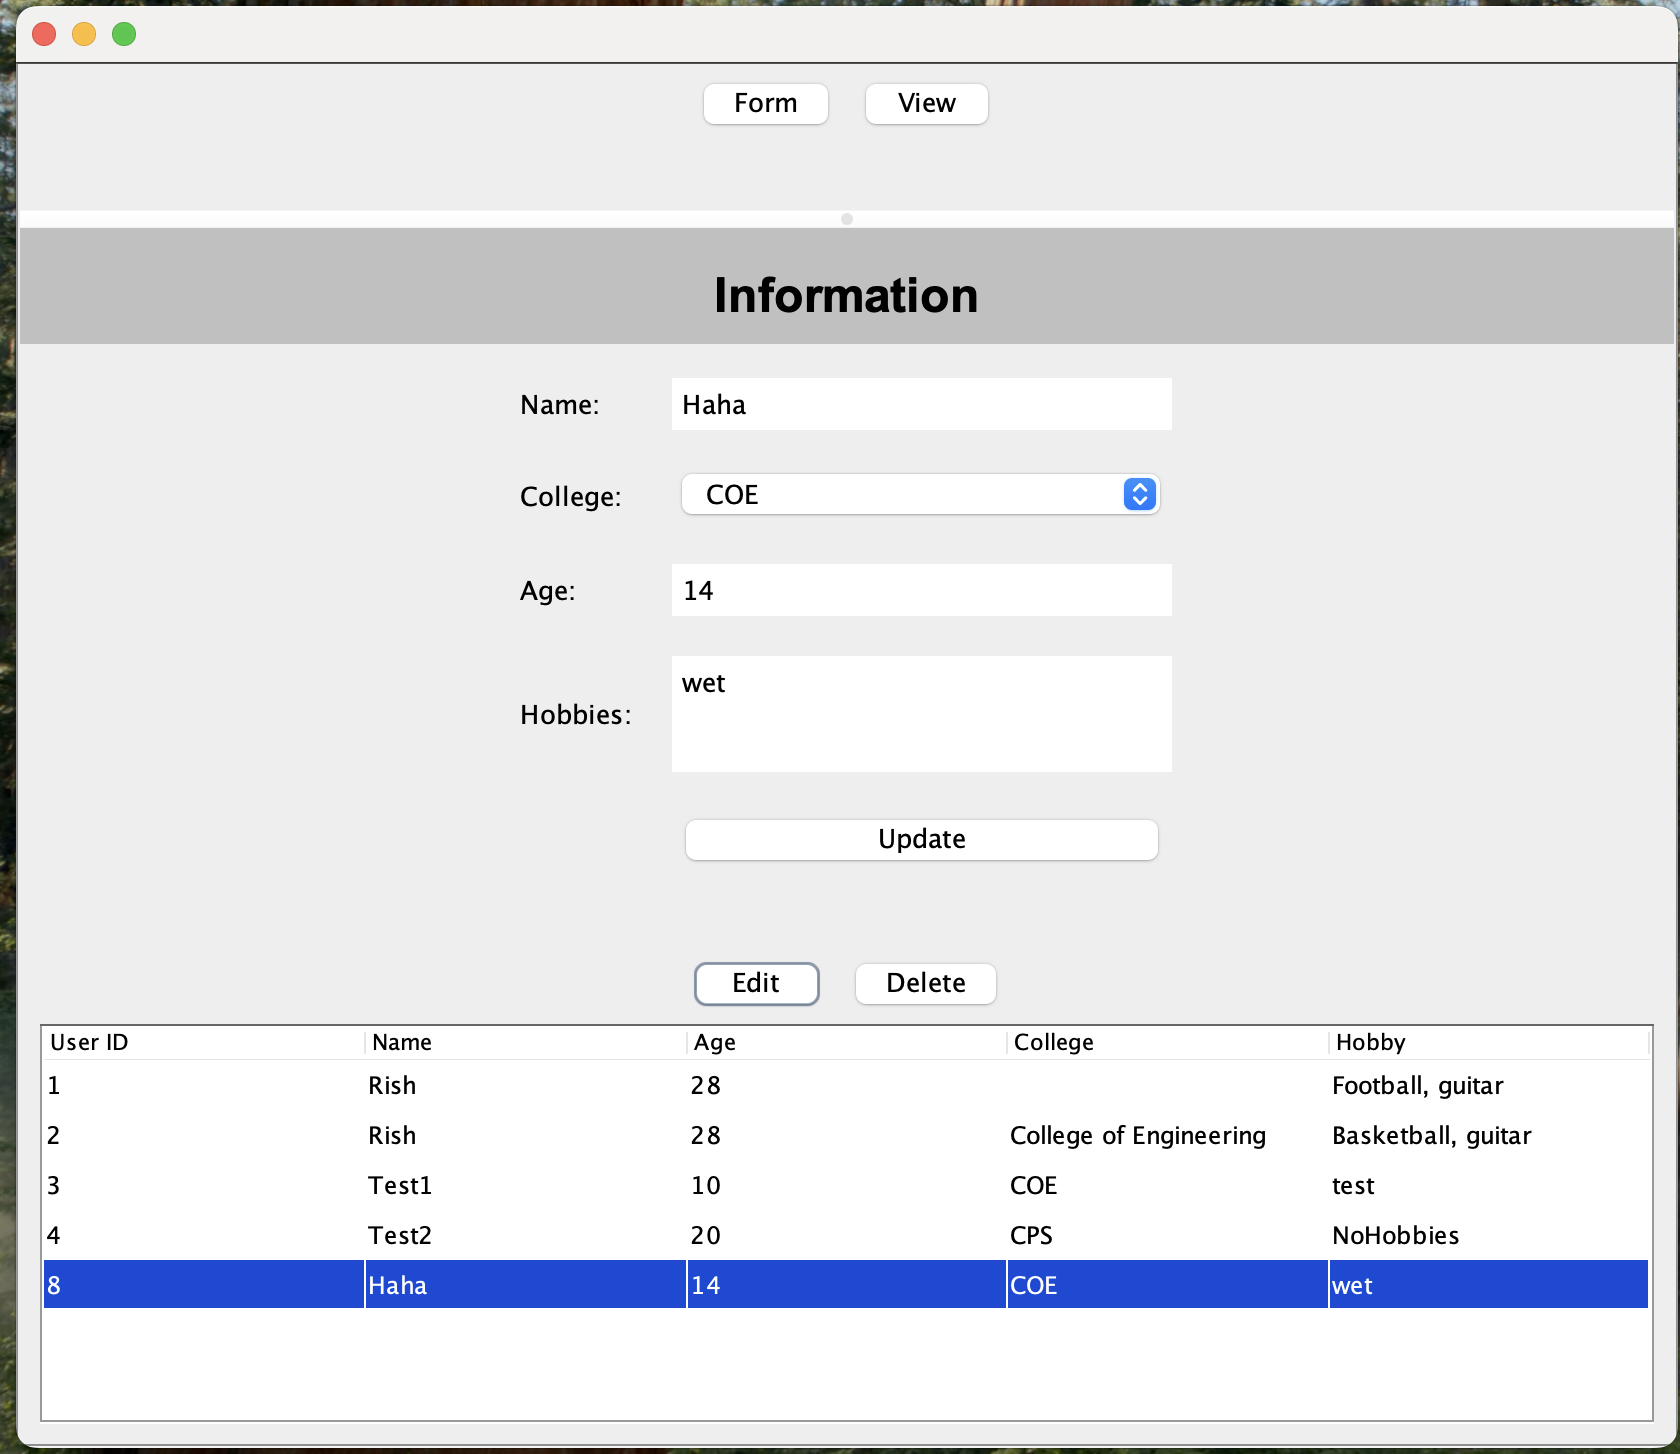 Form View
Information
Name: Haha
College: COE
Age: 14
Hobbies: wet
Update
Edit Delete
User ID Name Age College Hobby
1 Rish 28 Football, guitar
2 Rish 28 College of Engineering Basketball, guitar
3 Test1 10 COE test
4 Test2 20 CPS NoHobbies
8 Haha 14 COE wet